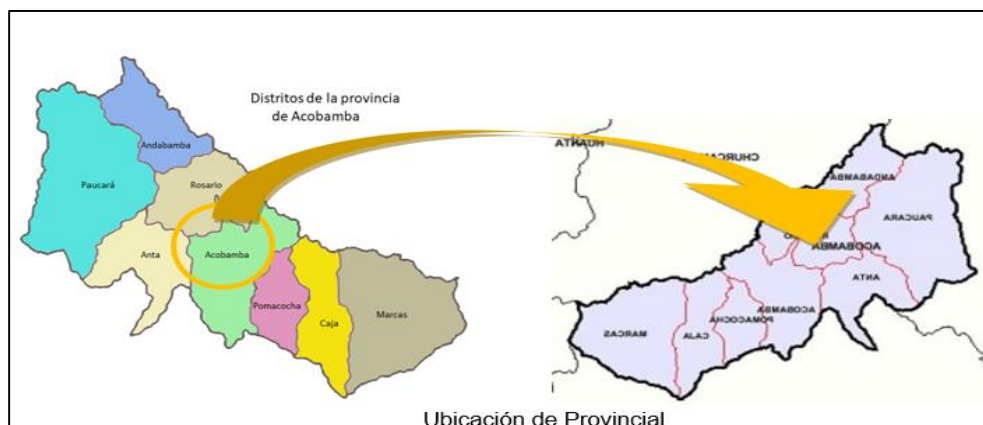 Distritos de la provincia
de Acobamba
Andabamba
Paucará
Rosario
Anta
Acobamba
Pomacocha
Caja
Marcas
HUANTA
ANDABAMBA
PAUCARA
ACOBAMBA
ANTA
ACOBAMBA
POMACOCHA
CAJA
MARCAS
Ubicación de Provincial